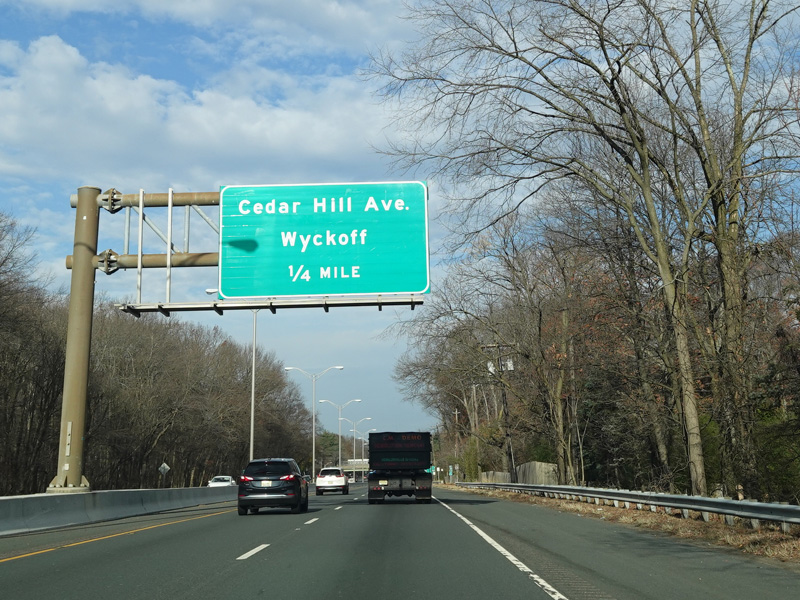 Cedar Hill Ave.
Wyckoff
1/4 MILE